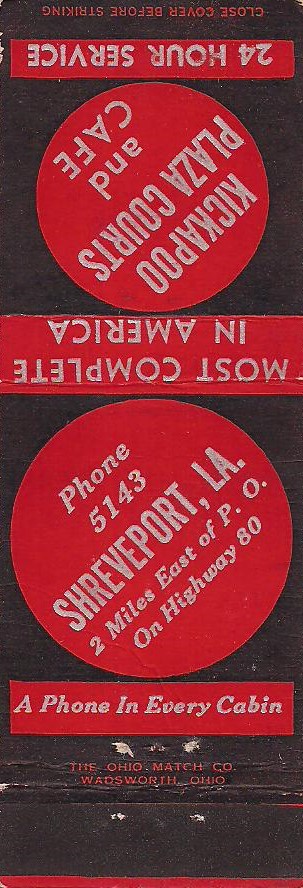 CLOSE COVER BEFORE STRIKING
24 HOUR SERVICE
KICKAPOO
PLAZA COURTS
and
CAFE
MOST COMPLETE
IN AMERICA
Phone
5143
SHREVEPORT, LA.
2 Miles East of P. O.
On Highway 80
A Phone In Every Cabin
THE OHIO MATCH CO.
WADSWORTH, OHIO